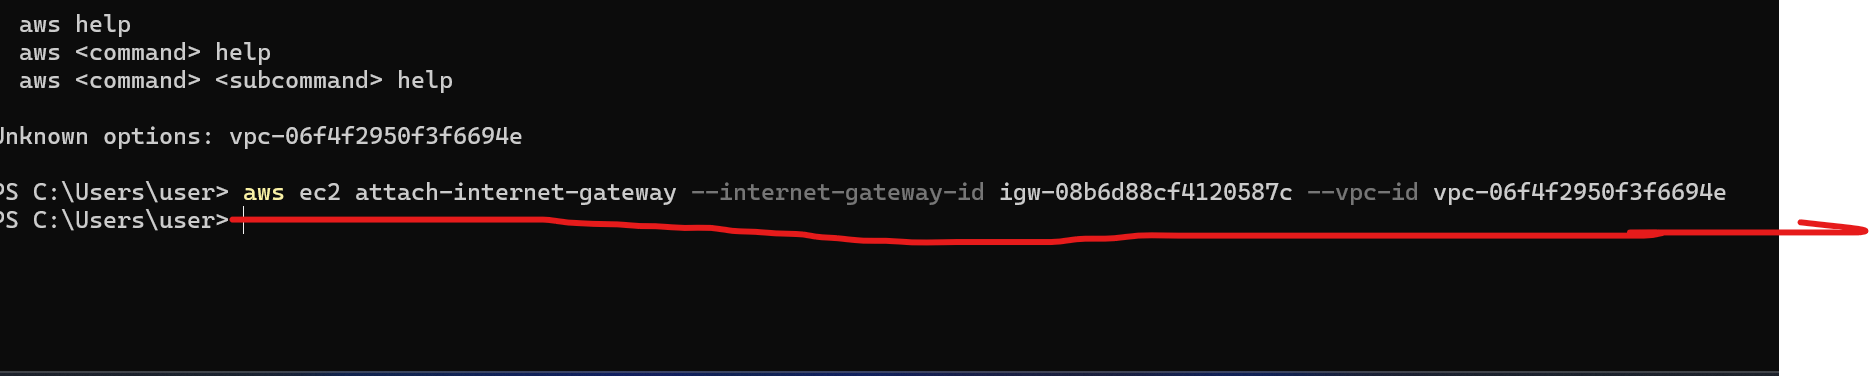 aws help
aws <command> help
aws <command> <subcommand> help
Unknown options: vpc-06f4f2950f3f6694e
PS C:\Users\user> aws ec2 attach-internet-gateway --internet-gateway-id igw-08b6d88cf4120587c --vpc-id vpc-06f4f2950f3f6694e
PS C:\Users\user>